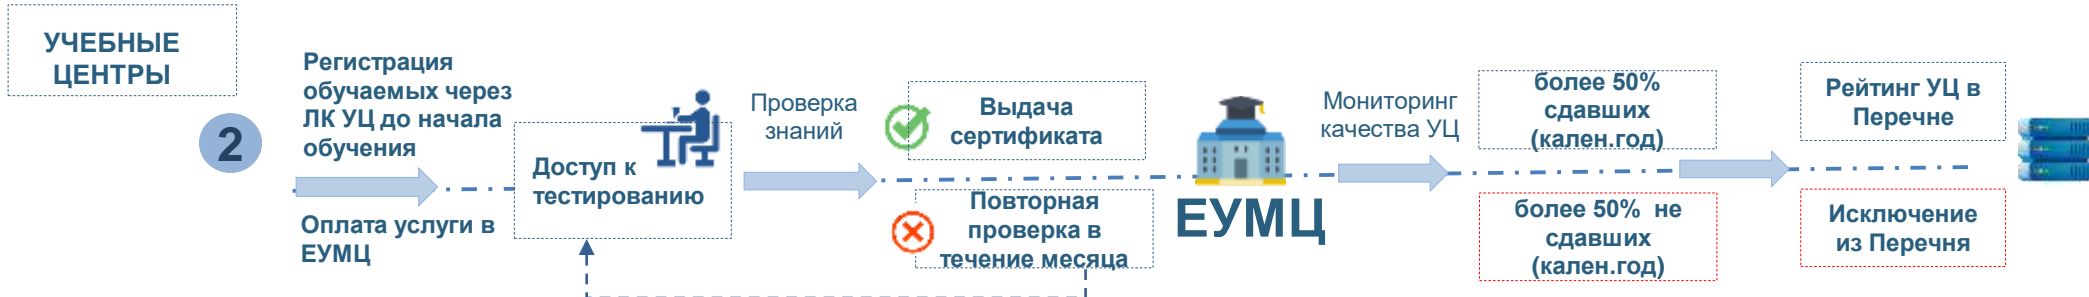 УЧЕБНЫЕ
ЦЕНТРЫ
2
Регистрация
обучаемых через
ЛК УЦ до начала
обучения
Оплата услуги в
ЕУМЦ
Доступ к
тестированию
Проверка
знаний
Выдача
сертификата
Повторная
проверка в
течение месяца
ЕУМЦ
Мониторинг
качества УЦ
более 50%
сдавших
(кален.год)
более 50% не
сдавших
(кален.год)
Рейтинг УЦ в
Перечне
Исключение
из Перечня